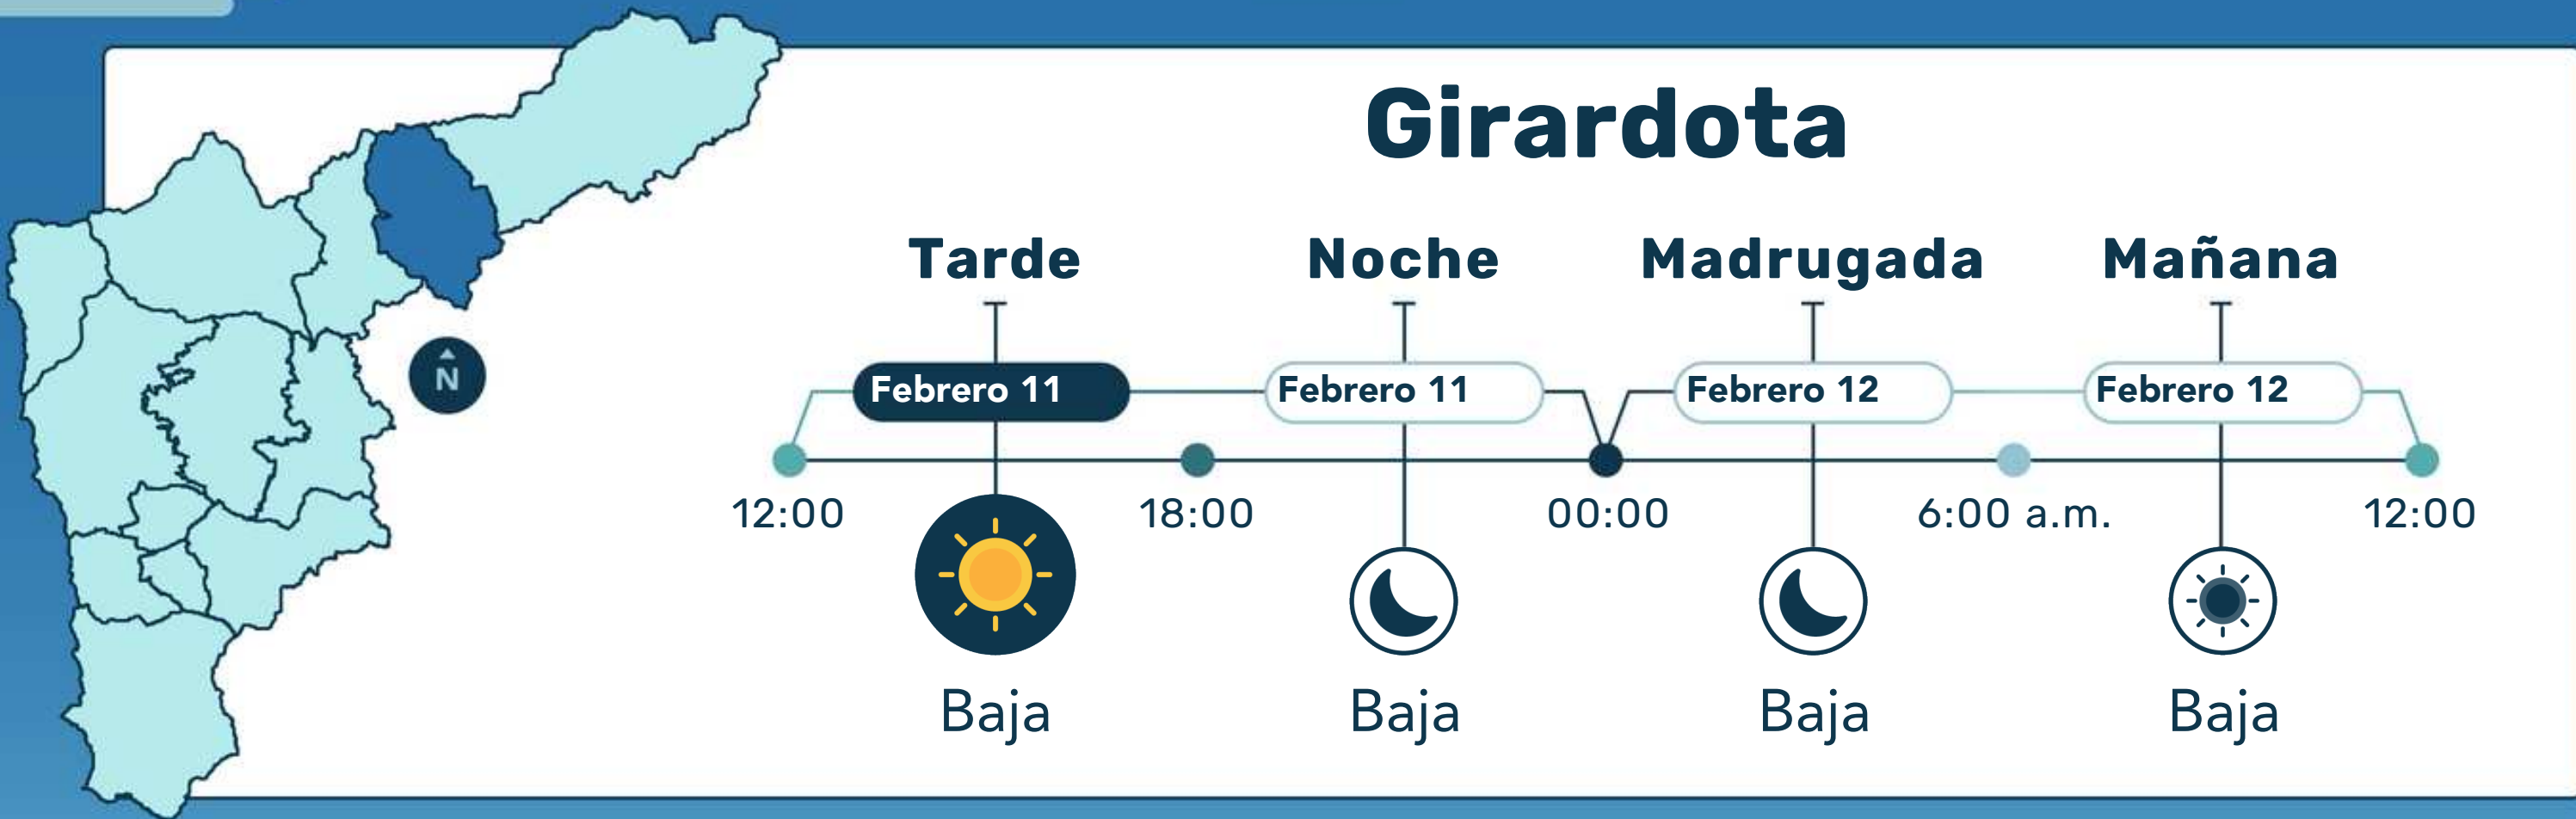 Girardota
Tarde Noche Madrugada Mañana
N
Febrero 11 Febrero 11 Febrero 12 Febrero 12
12:00 18:00 00:00 6:00 a.m. 12:00
Baja Baja Baja Baja